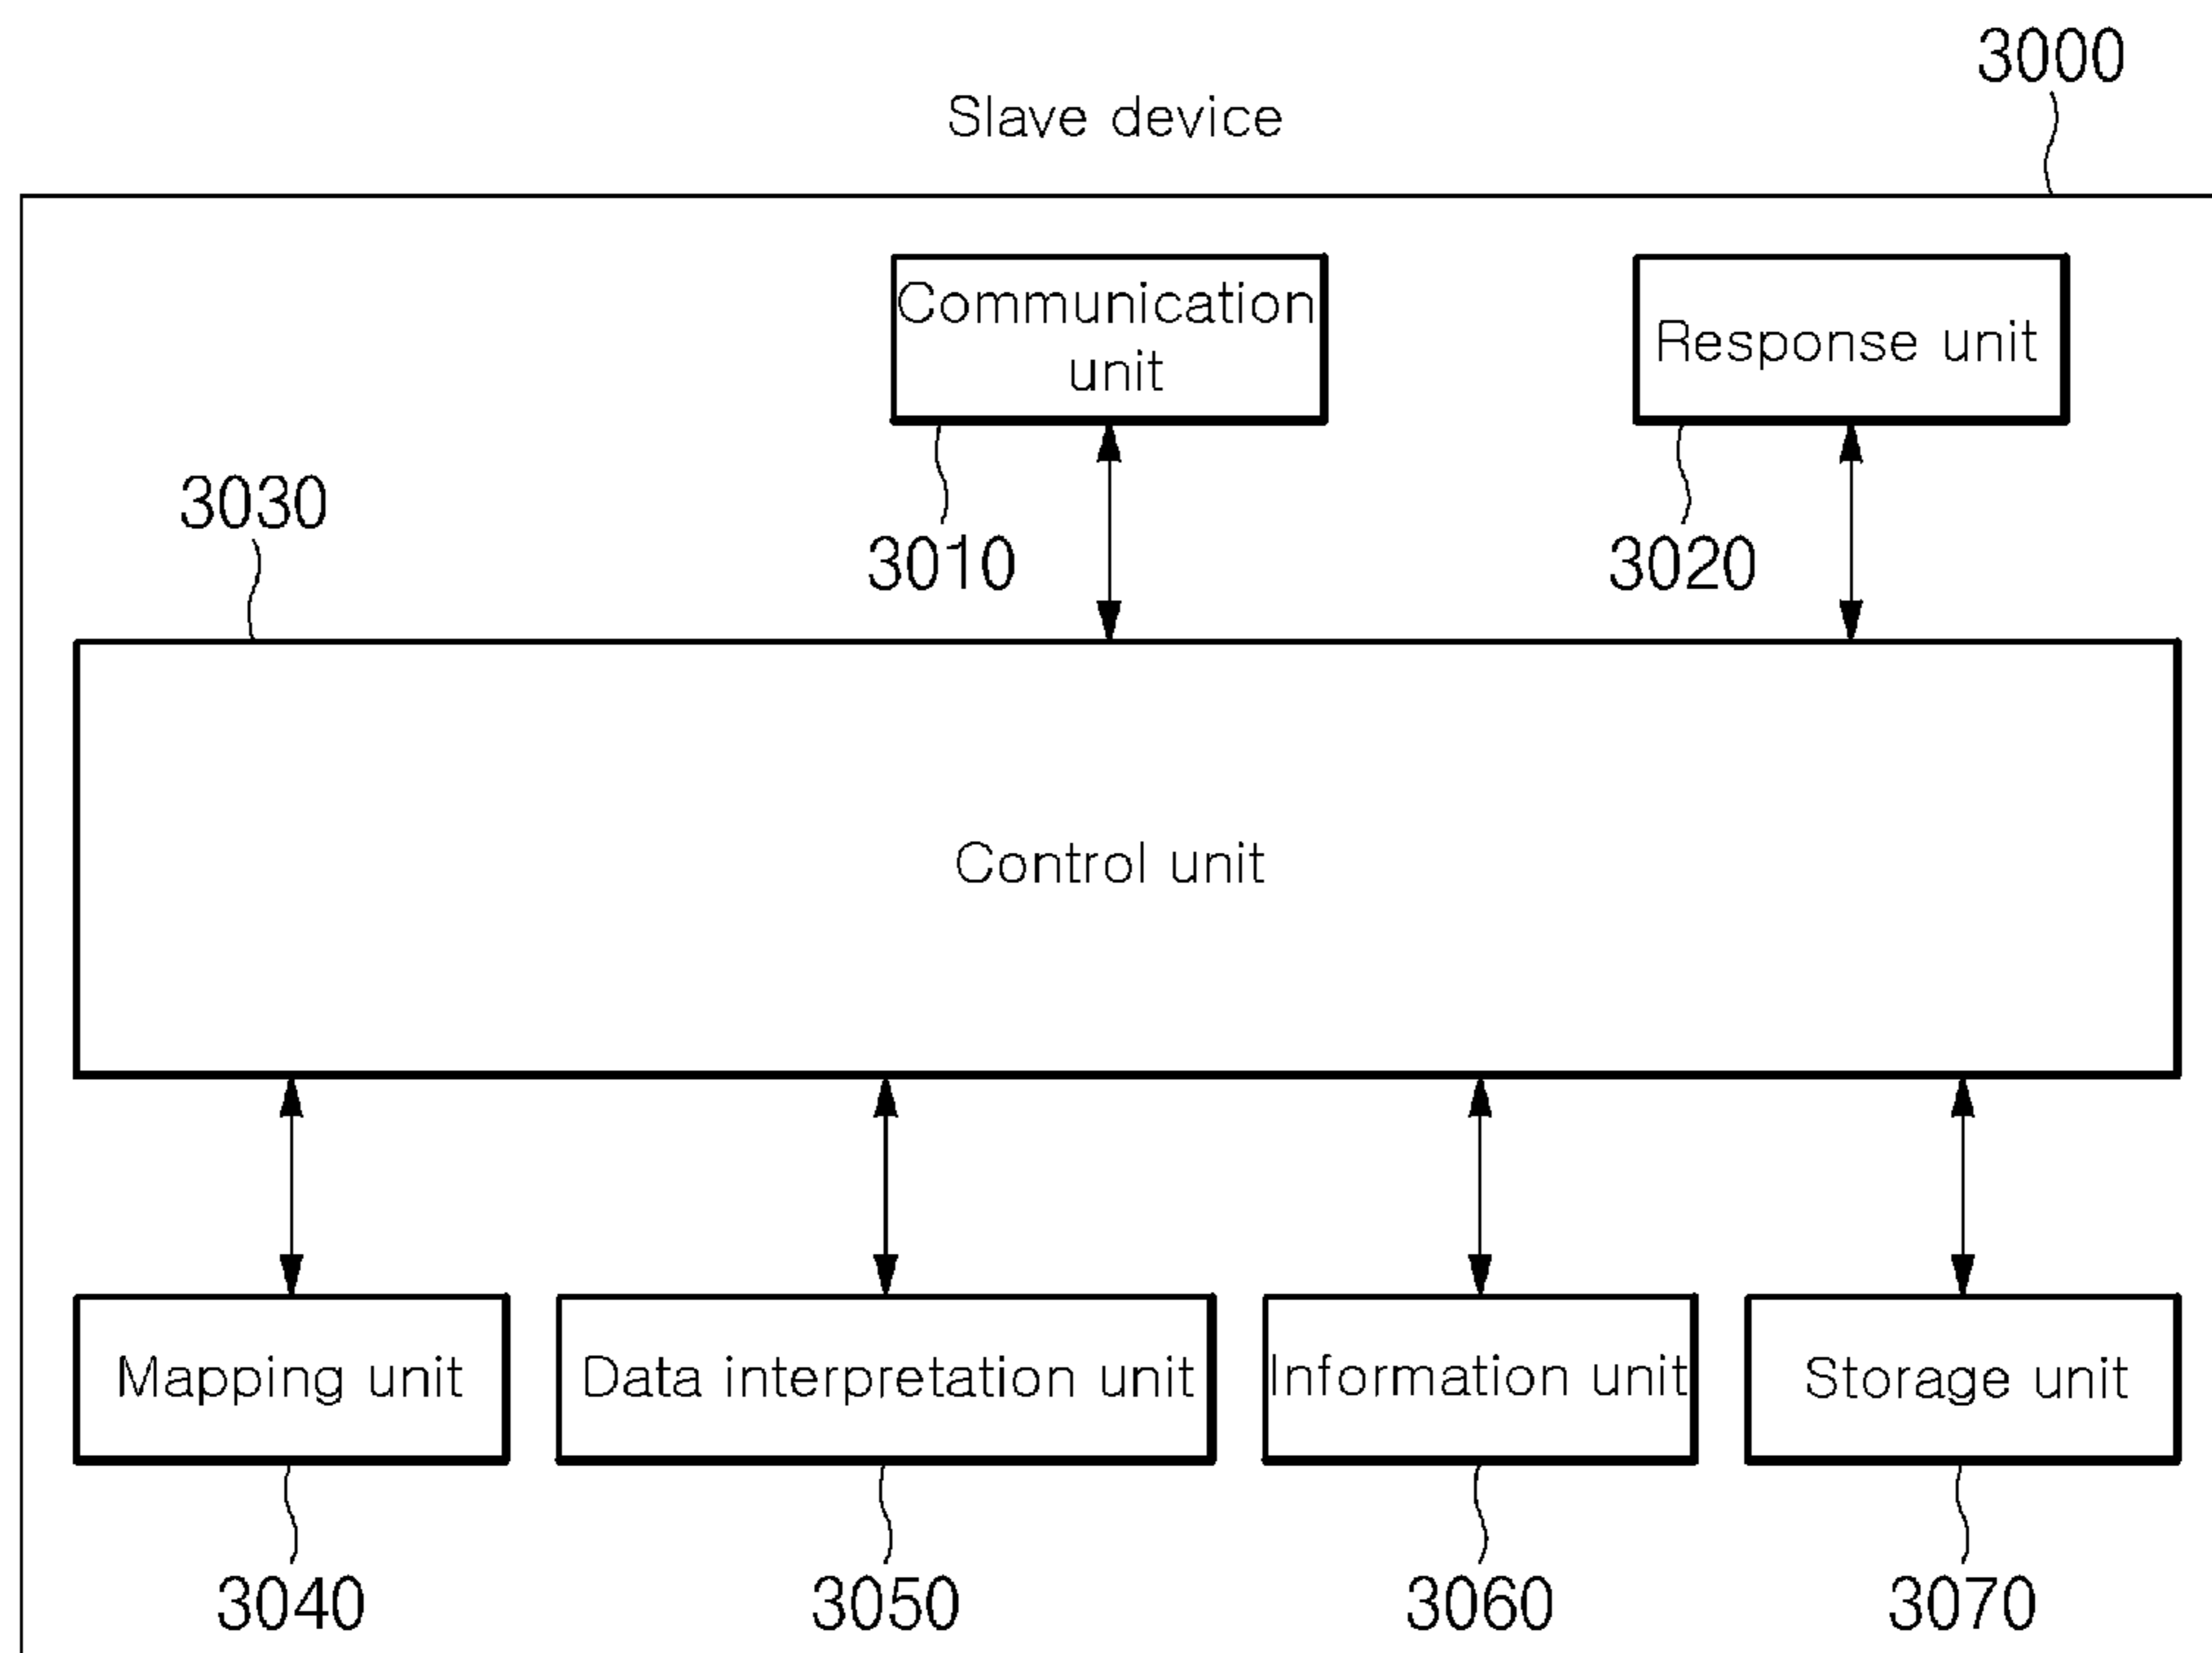 3000
Slave device
Communication
unit
Response unit
3030
3010
3020
Control unit
Mapping unit
Data interpretation unit
Information unit
Storage unit
3040
3050
3060
3070